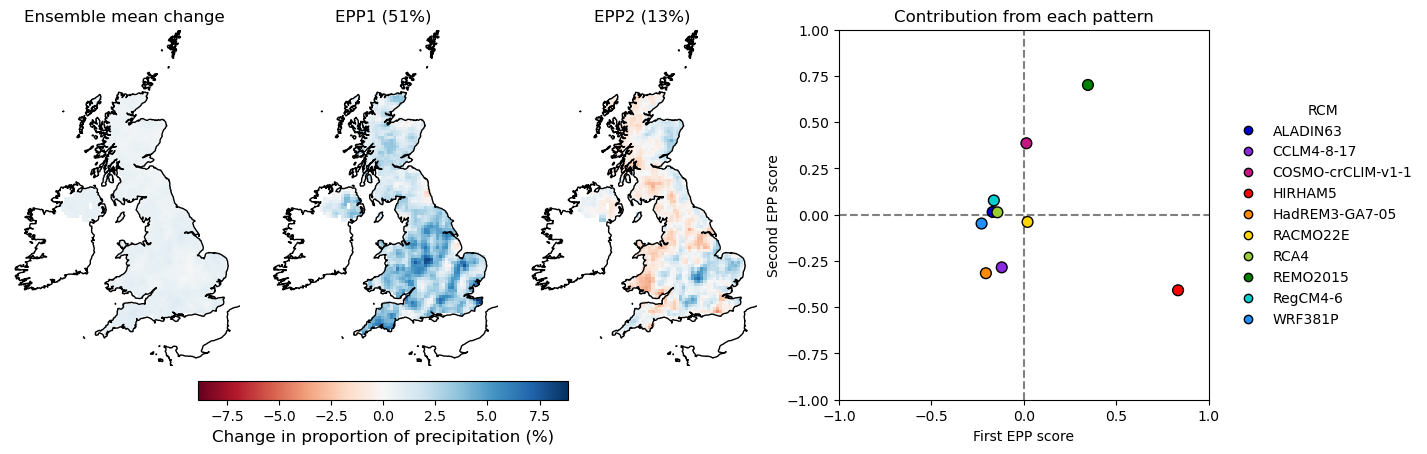 Ensemble mean change
EPP1 (51%)
EPP2 (13%)
−7.5 −5.0 −2.5 0.0 2.5 5.0 7.5
Change in proportion of precipitation (%)
Contribution from each pattern
Second EPP score
1.00
0.75
0.50
0.25
0.00
−0.25
−0.50
−0.75
−1.00
−1.0 −0.5 0.0 0.5 1.0
First EPP score
RCM
ALADIN63
CCLM4-8-17
COSMO-crCLIM-v1-1
HIRHAM5
HadREM3-GA7-05
RACMO22E
RCA4
REMO2015
RegCM4-6
WRF381P